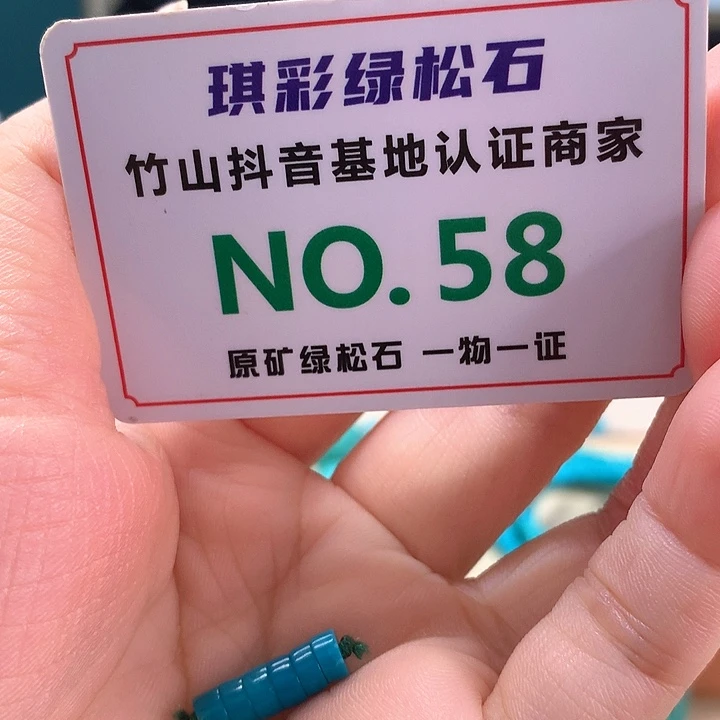 琪彩绿松石
竹山抖音基地认证商家
NO.58
原矿绿松石 一物一证